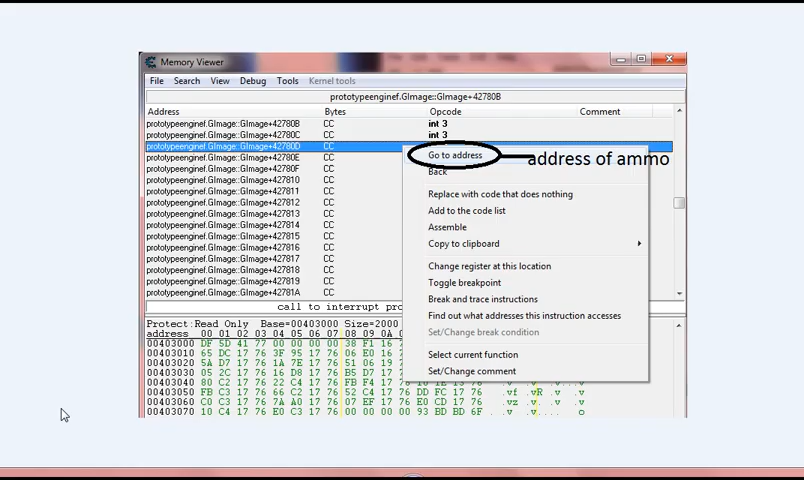 Memory Viewer
File Search View Debug Tools Kernel tools
prototypeenginef.GImage::GImage+42780B
Address Bytes Opcode Comment
prototypeenginef.GImage::GImage+42780B CC int 3
prototypeenginef.GImage::GImage+42780C CC int 3
prototypeenginef.GImage::GImage+42780D CC
prototypeenginef.GImage::GImage+42780E CC
prototypeenginef.GImage::GImage+42780F CC
prototypeenginef.GImage::GImage+427810 CC
prototypeenginef.GImage::GImage+427811 CC
prototypeenginef.GImage::GImage+427812 CC
prototypeenginef.GImage::GImage+427813 CC
prototypeenginef.GImage::GImage+427814 CC
prototypeenginef.GImage::GImage+427815 CC
prototypeenginef.GImage::GImage+427816 CC
prototypeenginef.GImage::GImage+427817 CC
prototypeenginef.GImage::GImage+427818 CC
prototypeenginef.GImage::GImage+427819 CC
prototypeenginef.GImage::GImage+42781A CC
Go to address address of ammo
Back
Replace with code that does nothing
Add to the code list
Assemble
Copy to clipboard
Change register at this location
Toggle breakpoint
Break and trace instructions
Find out what addresses this instruction accesses
Set/Change break condition
Select current function
Set/Change comment
call to interrupt pro
Protect:Read Only Base=00403000 Size=2000
address 00 01 02 03 04 05 06 07 08 09 0A 0
00403000 DF 5D 41 77 00 00 00 00 38 F1 16 7
00403010 65 DC 17 76 3F 95 17 76 06 E0 16 7
00403020 5A D7 17 76 1A 7E 17 76 51 06 19 7
00403030 25 2C 17 76 16 D8 17 76 B5 D7 17 7
00403040 80 C2 17 76 22 C4 17 76 FB F4 17 7
00403050 FB C3 17 76 66 C2 17 76 DD FC 17 76
00403060 C0 C3 17 76 7A A0 17 76 07 EF 17 76 E0 CD 17 76
00403070 10 C4 17 76 E0 C3 17 76 00 00 00 00 93 BD BD 6F